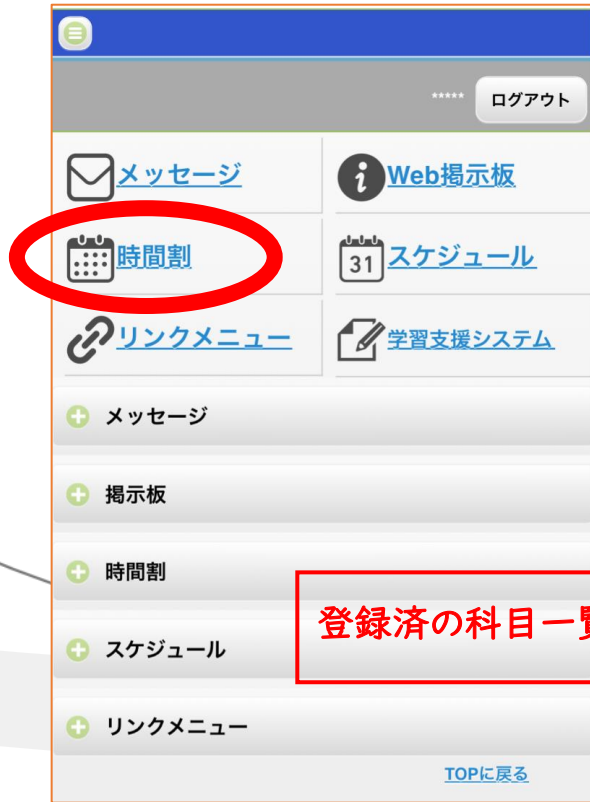 ***** ログアウト
メッセージ
Web掲示板
時間割
31 スケジュール
リンクメニュー
学習支援システム
メッセージ
掲示板
時間割
登録済の科目一覧
スケジュール
リンクメニュー
TOPに戻る